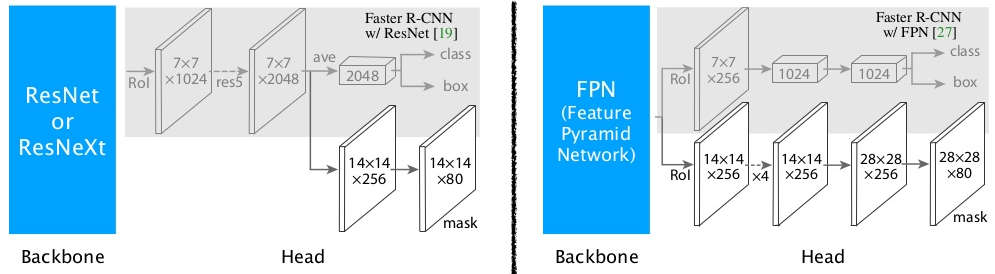 Faster R-CNN
w/ ResNet [19]
ResNet
or
ResNeXt
RoI
7×7
×1024
res5
7×7
×2048
ave
2048
class
box
14×14
×256
14×14
×80
mask
Backbone
Head
Faster R-CNN
w/ FPN [27]
FPN
(Feature
Pyramid
Network)
RoI
7×7
×256
1024
1024
class
box
RoI
14×14
×256
×4
14×14
×256
28×28
×256
28×28
×80
mask
Backbone
Head